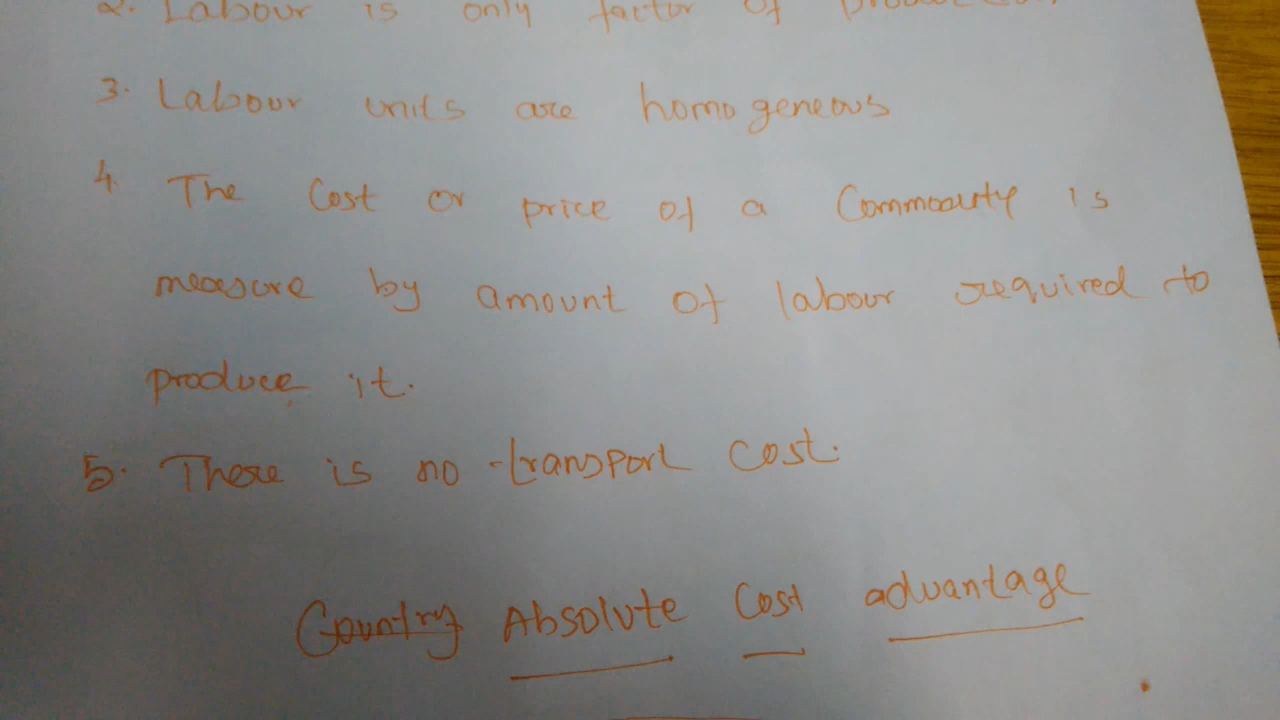 2. Labour is only factor of production
3. Labour units are homogeneous
4. The Cost or price of a Commodity is
measure by amount of labour required to
produce it.
5. There is no transport cost.
Country Absolute Cost advantage